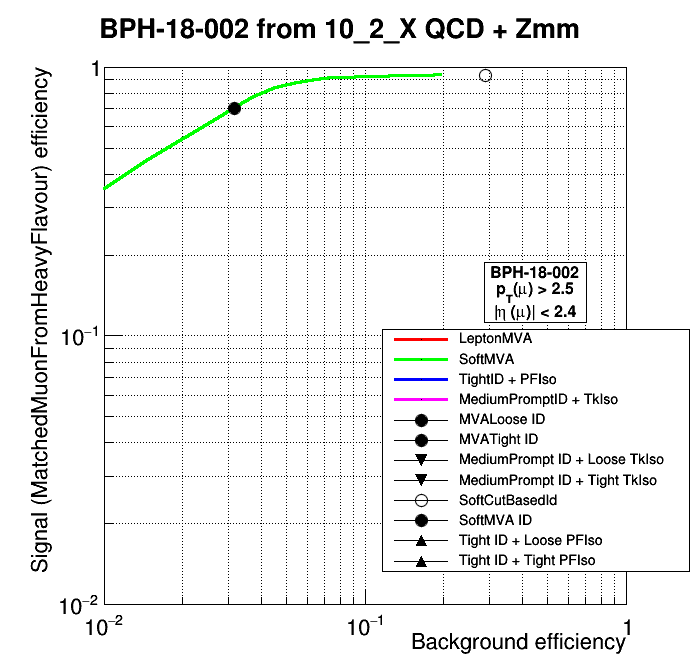 BPH-18-002 from 10_2_X QCD + Zmm
Signal (MatchedMuonFromHeavyFlavour) efficiency
1
10⁻¹
10⁻²
BPH-18-002
p_T(μ) > 2.5
|η (μ)| < 2.4
LeptonMVA
SoftMVA
TightID + PFIso
MediumPromptID + TkIso
MVALoose ID
MVATight ID
MediumPrompt ID + Loose TkIso
MediumPrompt ID + Tight TkIso
SoftCutBasedId
SoftMVA ID
Tight ID + Loose PFIso
Tight ID + Tight PFIso
10⁻² 10⁻¹ 1
Background efficiency